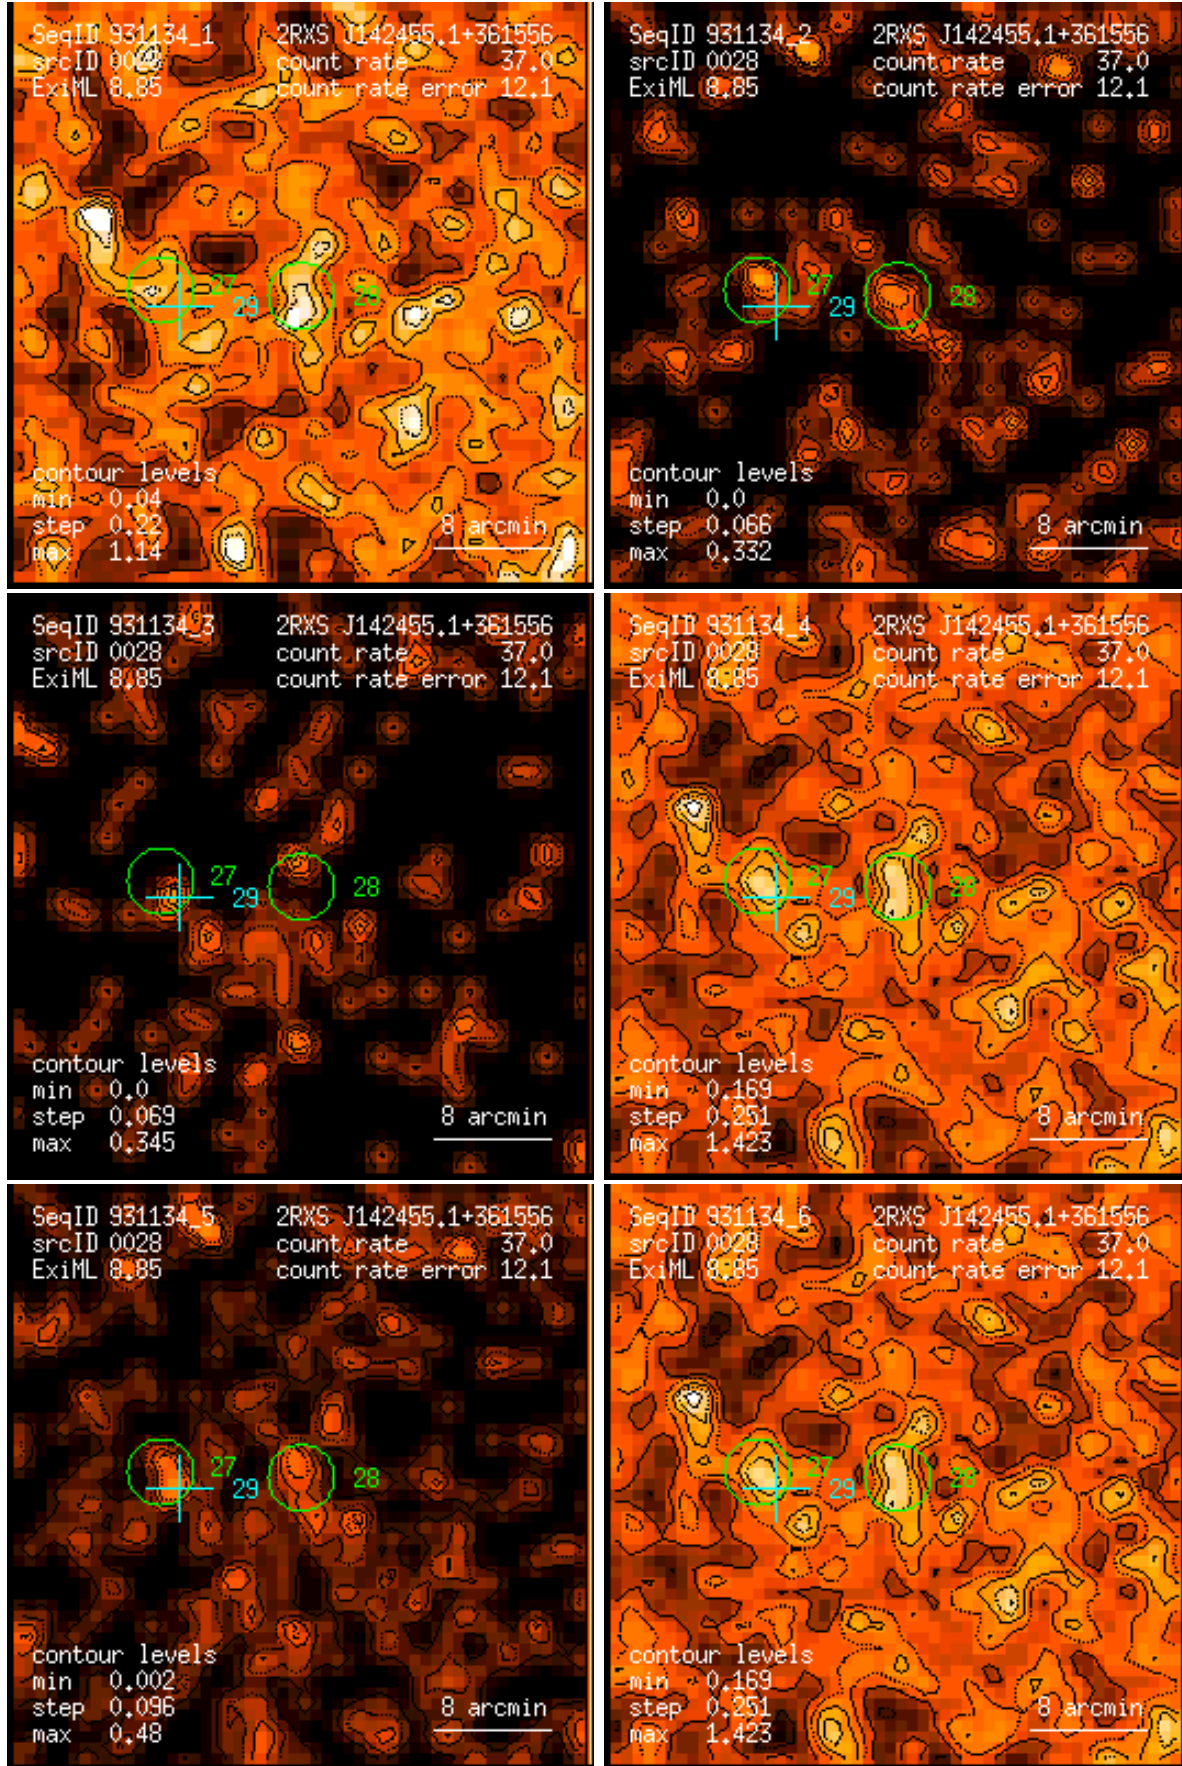 SeqID 931134_1 2RXS J142455.1+361556
srcID 0028 count rate 37.0
ExiML 8.85 count rate error 12.1
27
29 28
contour levels
min 0.04
step 0.22
max 1.14
8 arcmin
SeqID 931134_2 2RXS J142455.1+361556
srcID 0028 count rate 37.0
ExiML 8.85 count rate error 12.1
27
29 28
contour levels
min 0.0
step 0.066
max 0.332
8 arcmin
SeqID 931134_3 2RXS J142455.1+361556
srcID 0028 count rate 37.0
ExiML 8.85 count rate error 12.1
27
29 28
contour levels
min 0.0
step 0.069
max 0.345
8 arcmin
SeqID 931134_4 2RXS J142455.1+361556
srcID 0028 count rate 37.0
ExiML 8.85 count rate error 12.1
27
29 28
contour levels
min 0.169
step 0.251
max 1.423
8 arcmin
SeqID 931134_5 2RXS J142455.1+361556
srcID 0028 count rate 37.0
ExiML 8.85 count rate error 12.1
27
29 28
contour levels
min 0.002
step 0.096
max 0.48
8 arcmin
SeqID 931134_6 2RXS J142455.1+361556
srcID 0028 count rate 37.0
ExiML 8.85 count rate error 12.1
27
29 28
contour levels
min 0.169
step 0.251
max 1.423
8 arcmin